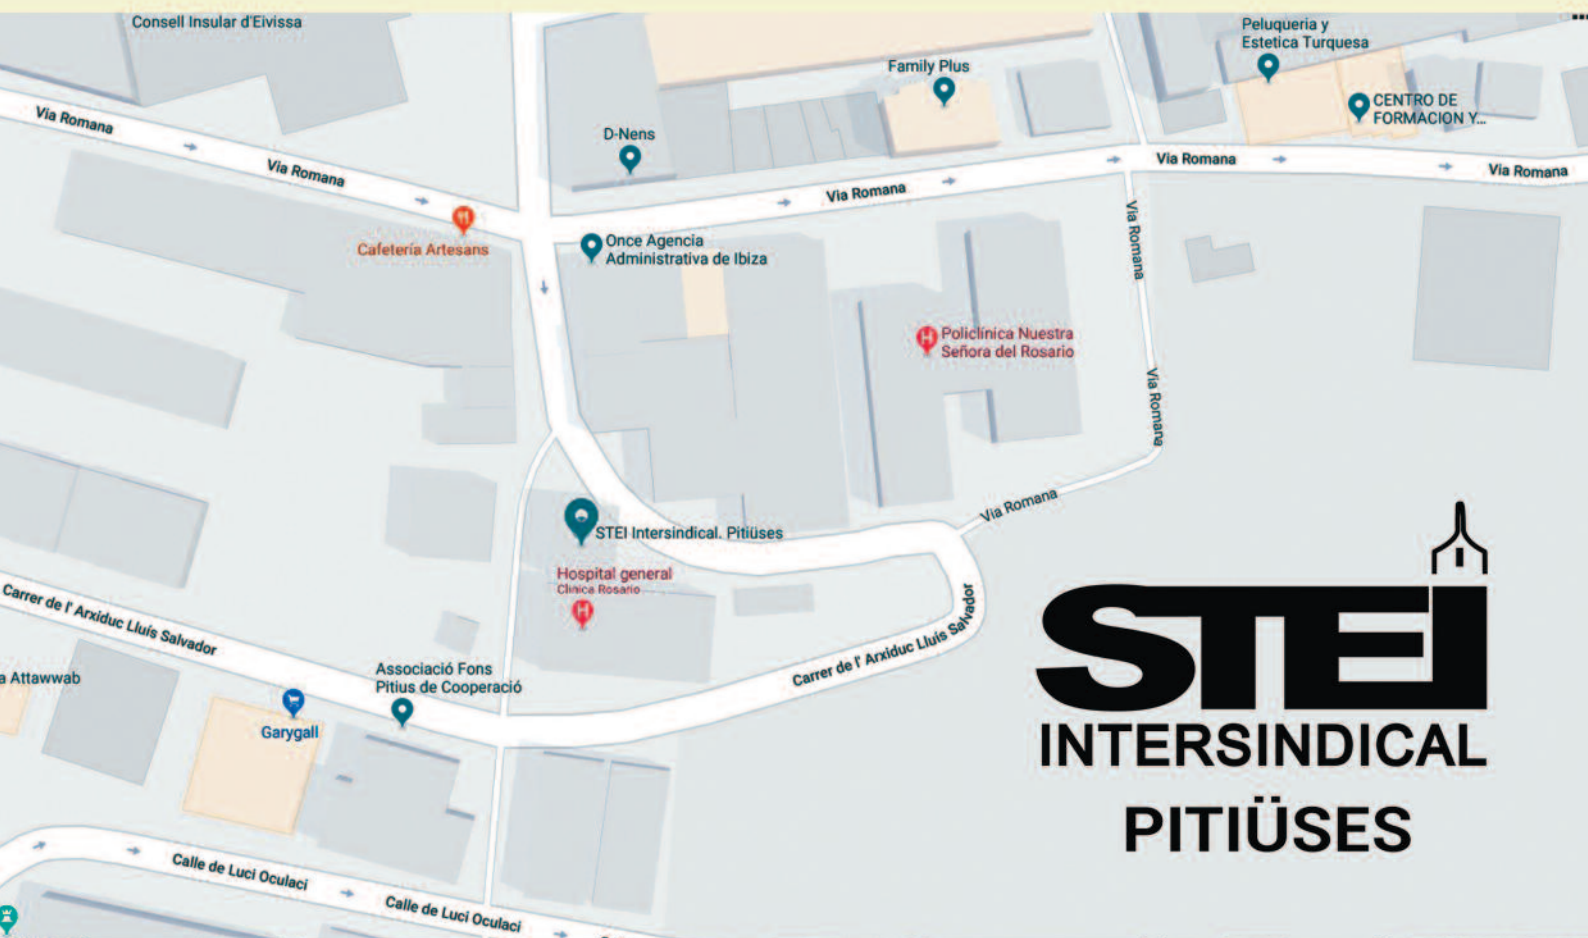 Consell Insular d'Eivissa
Peluqueria y
Estetica Turquesa
Family Plus
CENTRO DE
FORMACION Y...
Via Romana
D-Nens
Via Romana
Via Romana
Via Romana
Via Romana
Cafetería Artesans
Once Agencia
Administrativa de Ibiza
Via Romana
Policlínica Nuestra
Señora del Rosario
Via Romana
Via Romana
STEI Intersindical. Pitiüses
Hospital general
Clinica Rosario
Carrer de l' Arxiduc Lluís Salvador
Carrer de l' Arxiduc Lluís Salvador
a Attawwab
Associació Fons
Pitius de Cooperació
Garygall
STEI
INTERSINDICAL
PITIÜSES
Calle de Luci Oculaci
Calle de Luci Oculaci